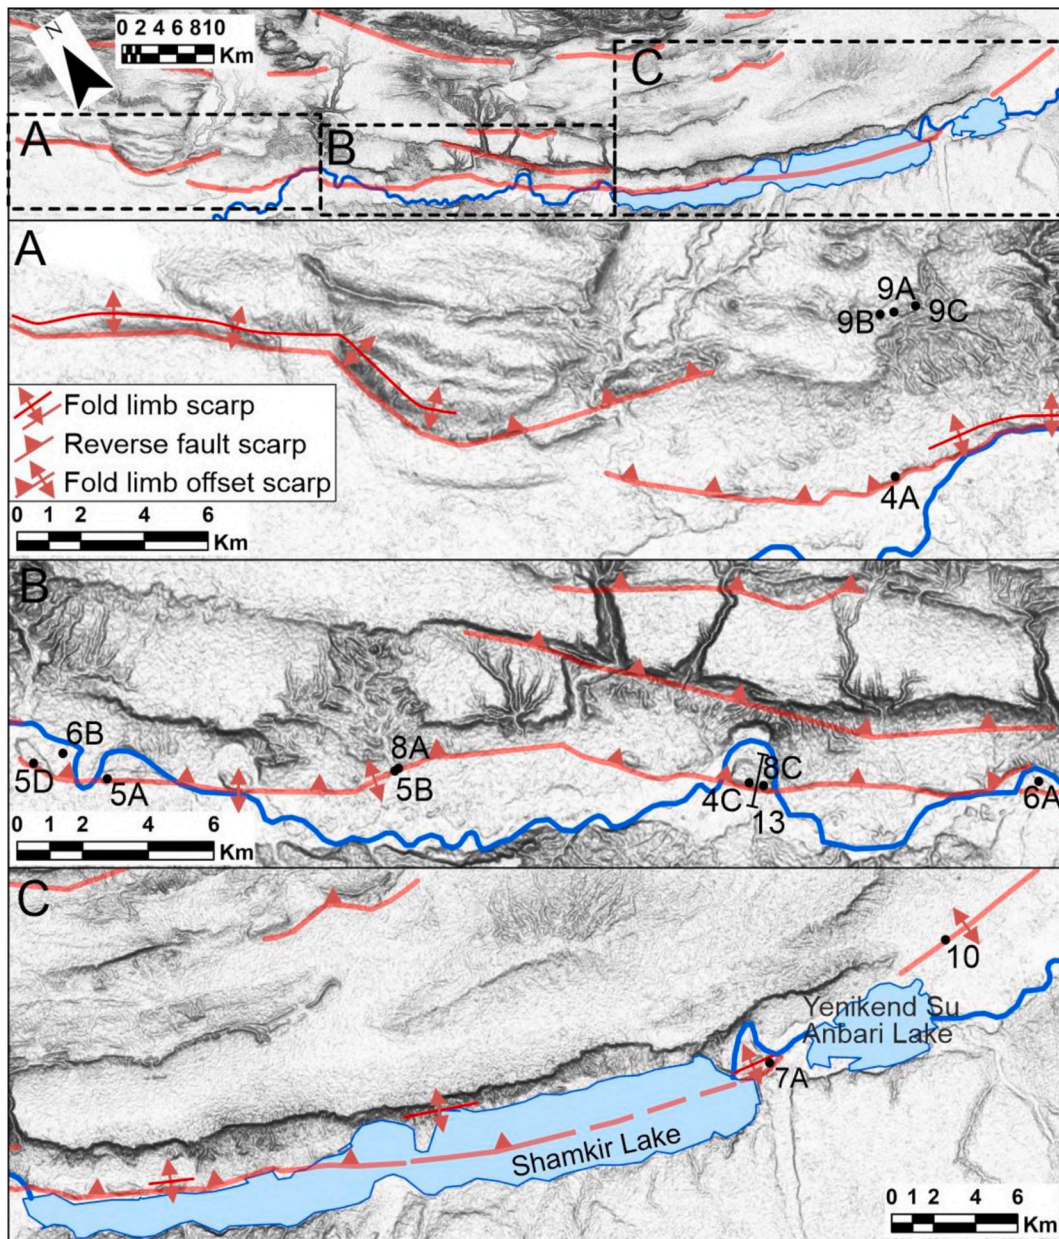 N
0 2 4 6 8 10
Km
A
B
C
A
9A
9B
9C
Fold limb scarp
Reverse fault scarp
Fold limb offset scarp
4A
0 2 4 6
Km
B
6B
5D
5A
8A
5B
8C
4C
13
6A
0 2 4 6
Km
C
10
Yenikend Su
Anbari Lake
7A
Shamkir Lake
0 1 2 4 6
Km